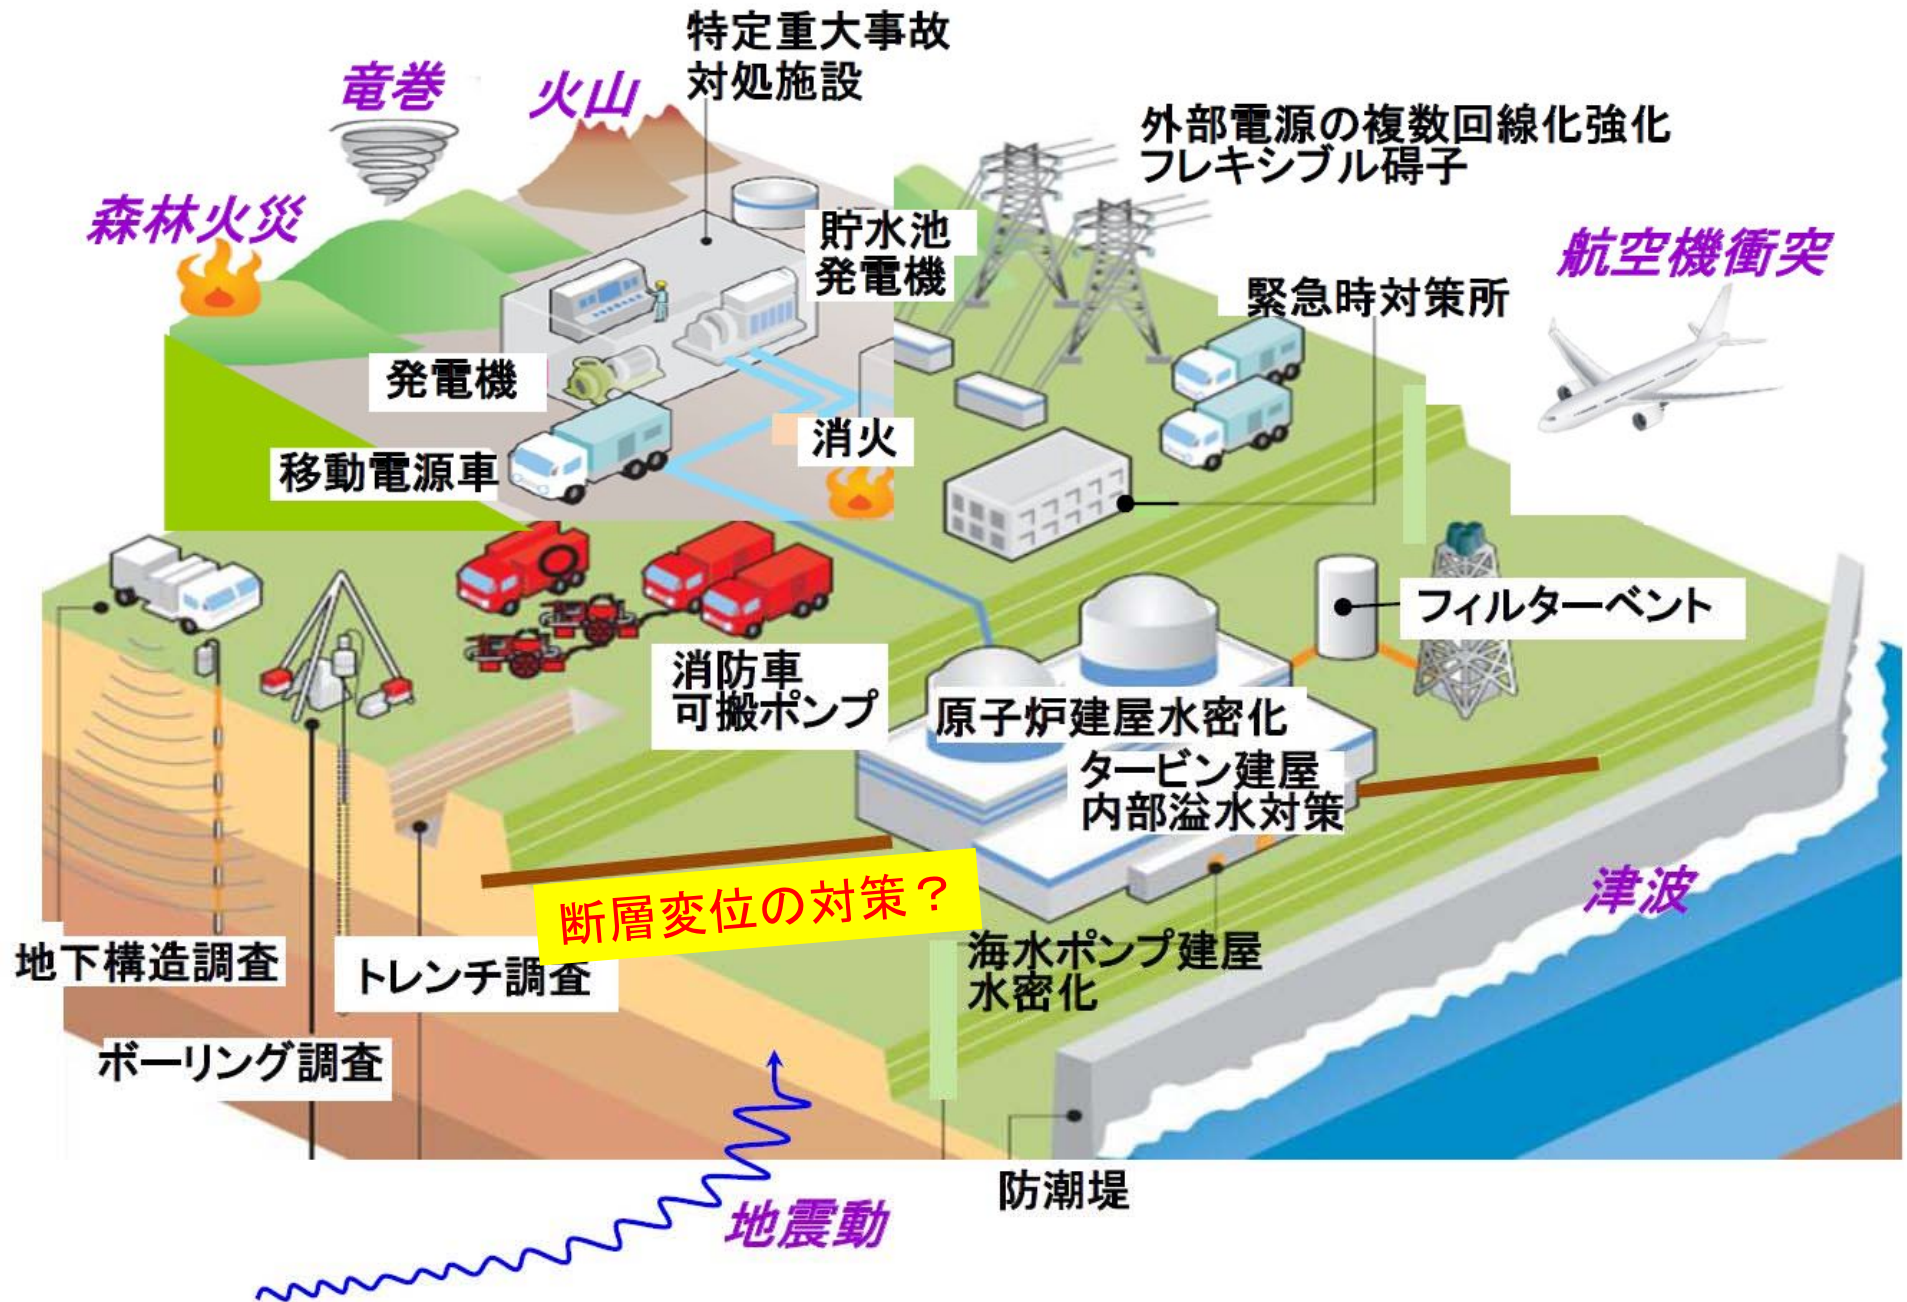 特定重大事故
対処施設
竜巻
火山
外部電源の複数回線化強化
フレキシブル碍子
森林火災
貯水池
発電機
航空機衝突
緊急時対策所
発電機
消火
移動電源車
フィルターベント
消防車
可搬ポンプ
原子炉建屋水密化
タービン建屋
内部溢水対策
断層変位の対策？
津波
地下構造調査
トレンチ調査
海水ポンプ建屋
水密化
ボーリング調査
防潮堤
地震動